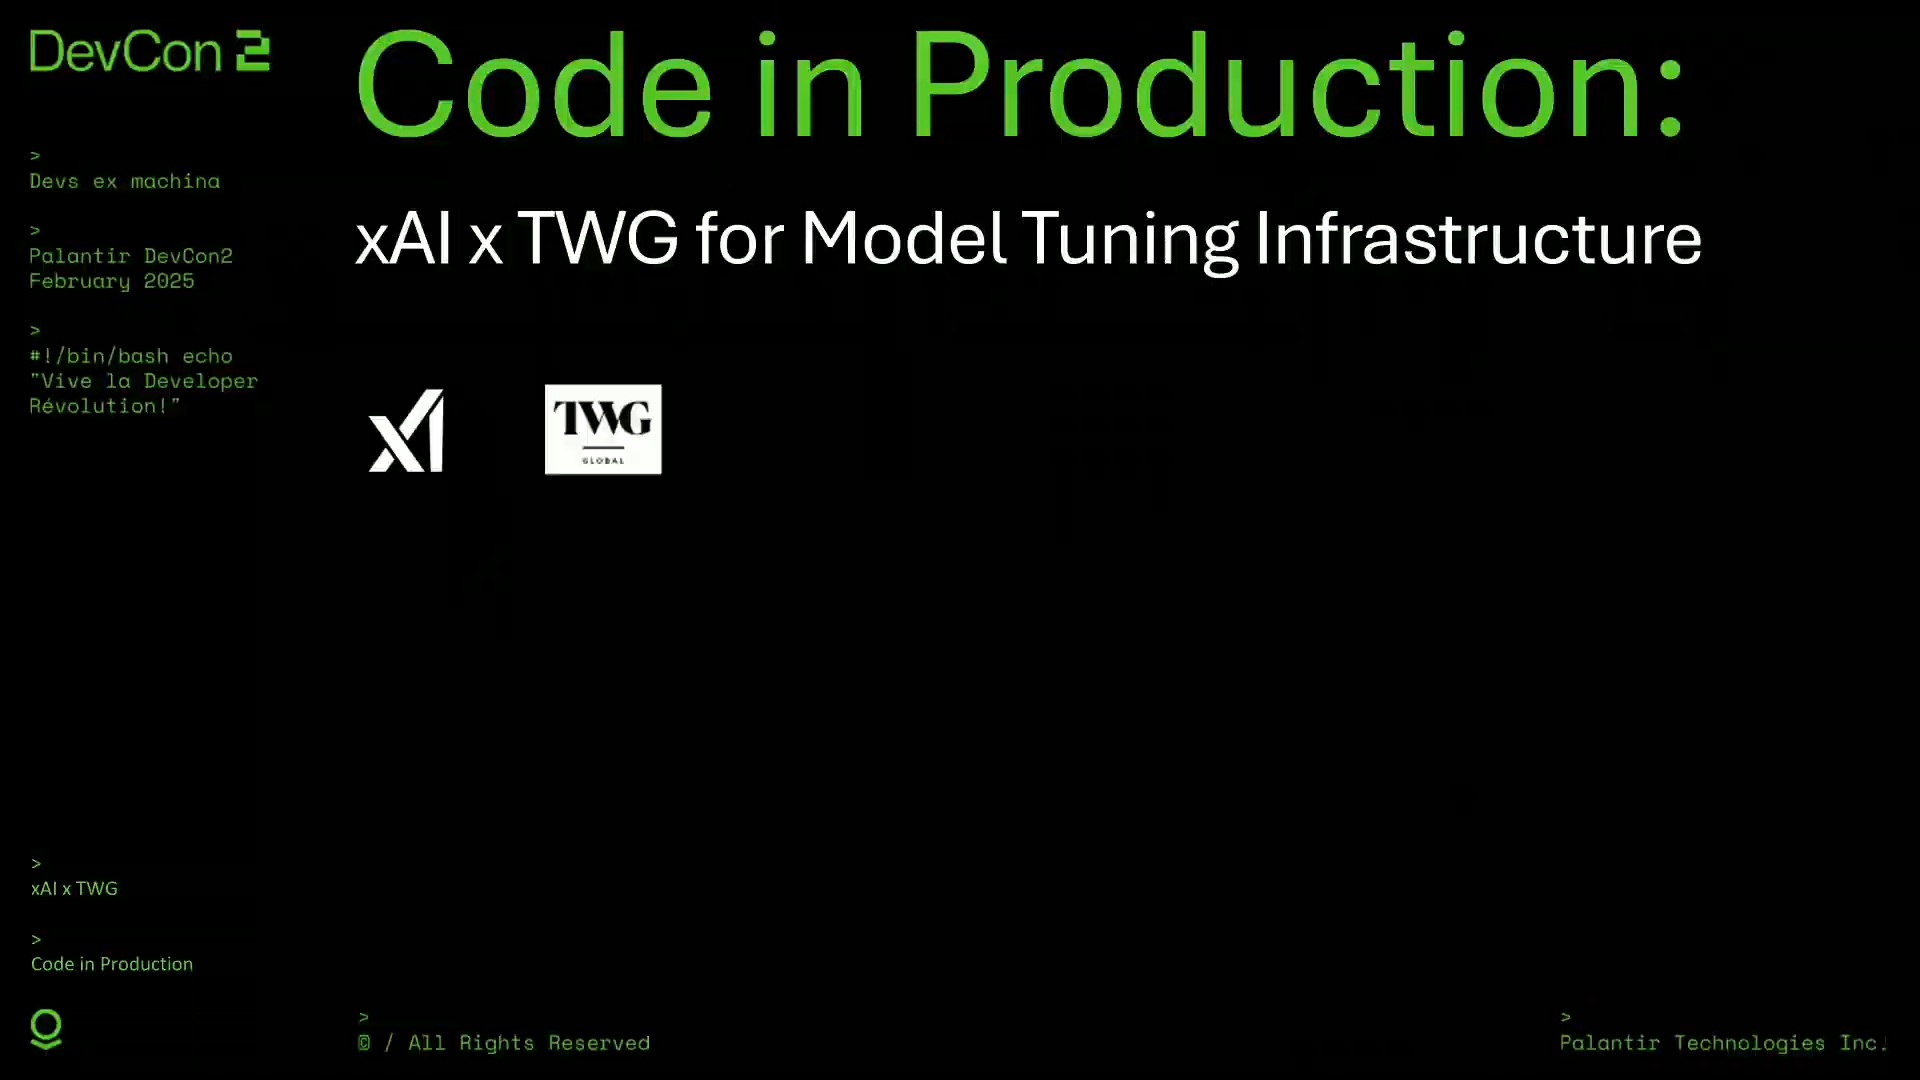 DevCon 2
>
Devs ex machina
>
Palantir DevCon2
February 2025
>
#!/bin/bash echo
"Vive la Developer
Révolution!"
Code in Production:
xAI x TWG for Model Tuning Infrastructure
xI
TWG
GLOBAL
>
xAI x TWG
>
Code in Production
>
© / All Rights Reserved
>
Palantir Technologies Inc.